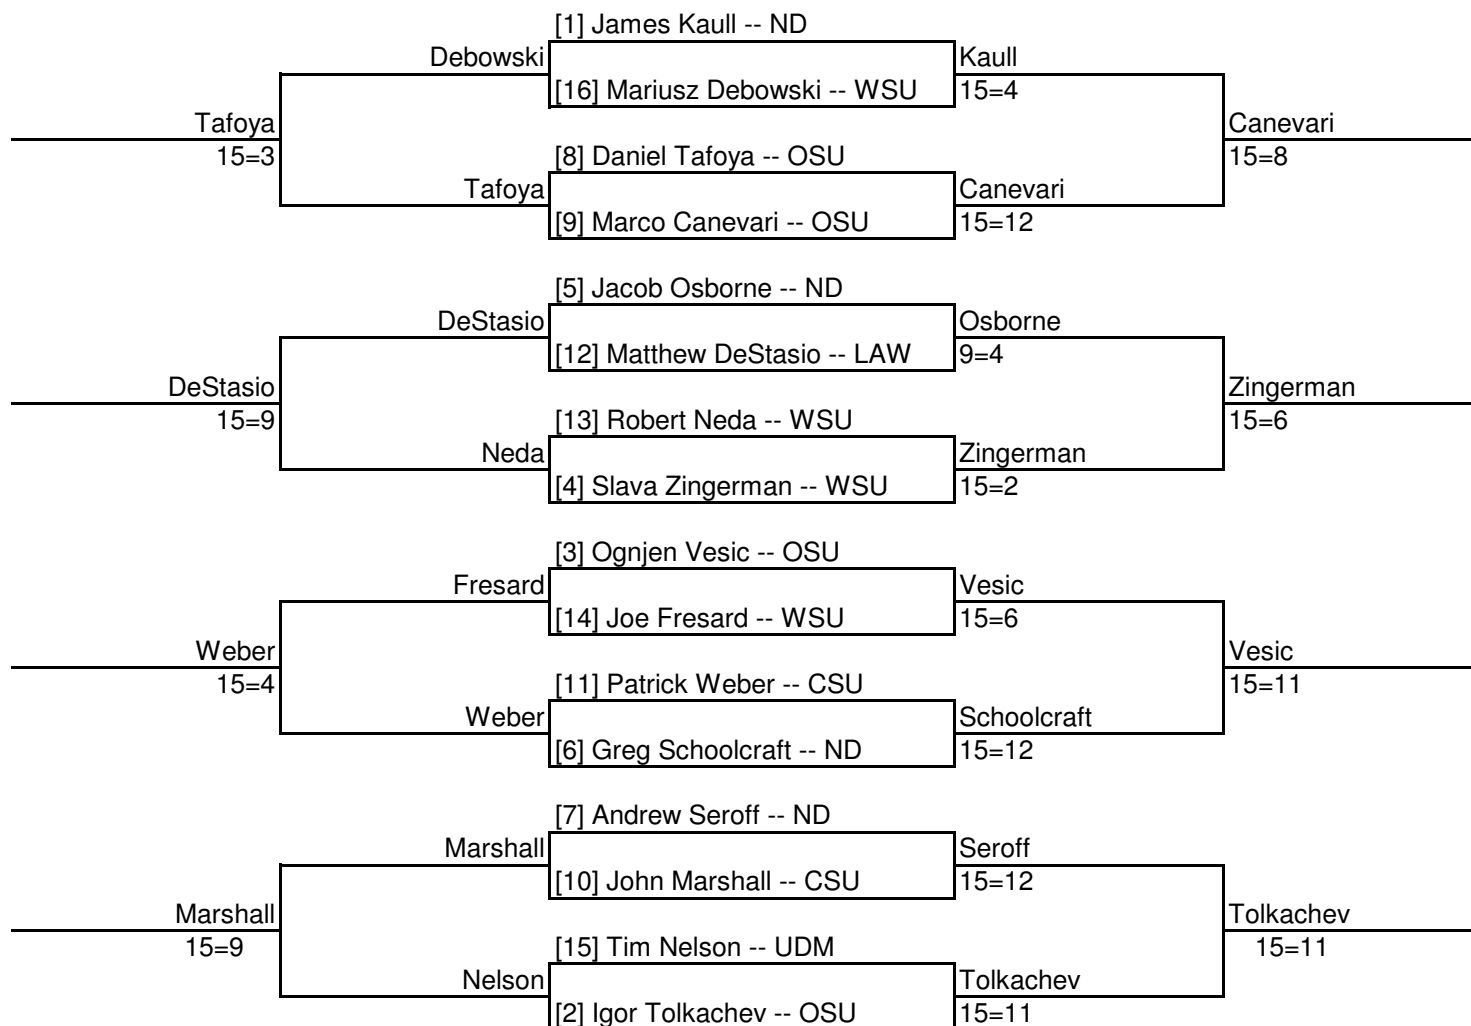 [1] James Kaull -- ND
Debowski
Kaull
[16] Mariusz Debowski -- WSU
15=4
Tafoya
Canevari
15=3
[8] Daniel Tafoya -- OSU
15=8
Tafoya
Canevari
[9] Marco Canevari -- OSU
15=12
[5] Jacob Osborne -- ND
DeStasio
Osborne
[12] Matthew DeStasio -- LAW
9=4
DeStasio
Zingerman
15=9
[13] Robert Neda -- WSU
15=6
Neda
Zingerman
[4] Slava Zingerman -- WSU
15=2
[3] Ognjen Vesic -- OSU
Fresard
Vesic
[14] Joe Fresard -- WSU
15=6
Weber
Vesic
15=4
[11] Patrick Weber -- CSU
15=11
Weber
Schoolcraft
[6] Greg Schoolcraft -- ND
15=12
[7] Andrew Seroff -- ND
Marshall
Seroff
[10] John Marshall -- CSU
15=12
Marshall
Tolkachev
15=9
[15] Tim Nelson -- UDM
15=11
Nelson
Tolkachev
[2] Igor Tolkachev -- OSU
15=11